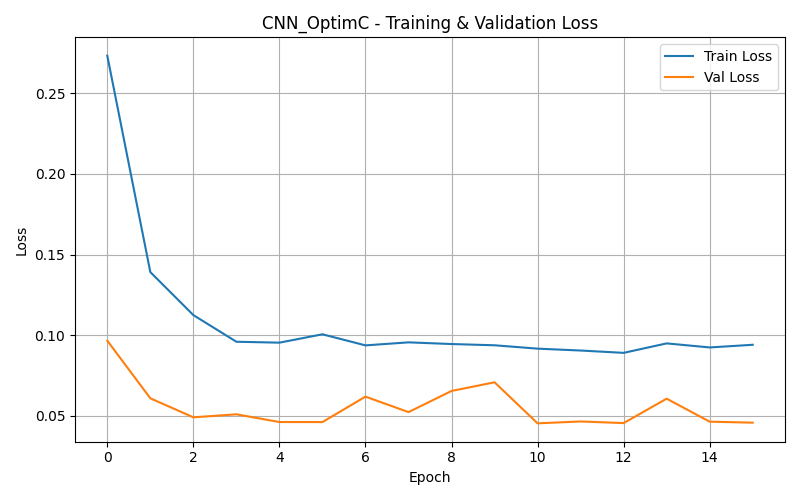 CNN_OptimC - Training & Validation Loss
Train Loss
Val Loss
0.25
0.20
0.15
0.10
0.05
Loss
0 2 4 6 8 10 12 14
Epoch